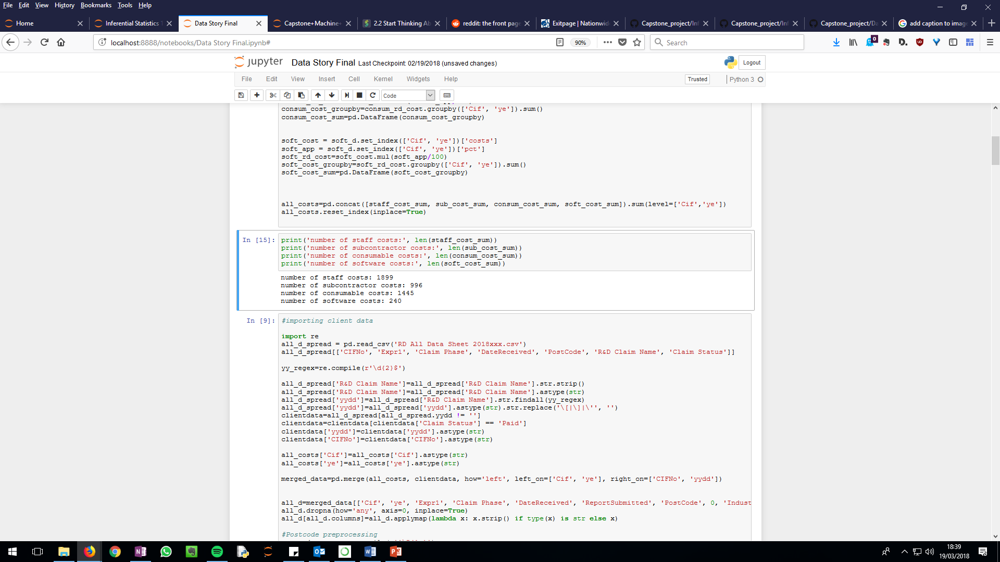 File Edit View History Bookmarks Tools Help
Home
Inferential Statistics 1
Data Story Final
Capstone+Machine+
2.2 Start Thinking Ab
reddit: the front page
Exitpage | Nationwid
Capstone_project/Inf
Capstone_project/Inf
Capstone_project/Da
add caption to image
localhost:8888/notebooks/Data Story Final.ipynb#
90%
Search
0
jupyter Data Story Final Last Checkpoint: 02/19/2018 (unsaved changes)
Logout
File Edit View Insert Cell Kernel Widgets Help
Trusted
Python 3
Code
consum_cost_groupby=consum_rd_cost.groupby(['Cif', 'ye']).sum()
consum_cost_sum=pd.DataFrame(consum_cost_groupby)
soft_cost = soft_d.set_index(['Cif', 'ye'])['costs']
soft_app = soft_d.set_index(['Cif', 'ye'])['pct']
soft_rd_cost=soft_cost.mul(soft_app/100)
soft_cost_groupby=soft_rd_cost.groupby(['Cif', 'ye']).sum()
soft_cost_sum=pd.DataFrame(soft_cost_groupby)
all_costs=pd.concat([staff_cost_sum, sub_cost_sum, consum_cost_sum, soft_cost_sum]).sum(level=['Cif','ye'])
all_costs.reset_index(inplace=True)
In [15]:
print('number of staff costs:', len(staff_cost_sum))
print('number of subcontractor costs:', len(sub_cost_sum))
print('number of consumable costs:', len(consum_cost_sum))
print('number of software costs:', len(soft_cost_sum))
number of staff costs: 1899
number of subcontractor costs: 996
number of consumable costs: 1445
number of software costs: 240
In [9]:
#importing client data
import re
all_d_spread = pd.read_csv('RD All Data Sheet 2018xxx.csv')
all_d_spread[['CIFNo', 'Expr1', 'Claim Phase', 'DateReceived', 'PostCode', 'R&D Claim Name', 'Claim Status']]
yy_regex=re.compile(r'\d{2}$')
all_d_spread['R&D Claim Name']=all_d_spread['R&D Claim Name'].str.strip()
all_d_spread['R&D Claim Name']=all_d_spread['R&D Claim Name'].astype(str)
all_d_spread['yydd']=all_d_spread['R&D Claim Name'].str.findall(yy_regex)
all_d_spread['yydd']=all_d_spread['yydd'].astype(str).str.replace('\[|\]|\'', '')
clientdata=all_d_spread[all_d_spread.yydd != '']
clientdata=clientdata[clientdata['Claim Status'] == 'Paid']
clientdata['yydd']=clientdata['yydd'].astype(str)
clientdata['CIFNo']=clientdata['CIFNo'].astype(str)
all_costs['Cif']=all_costs['Cif'].astype(str)
all_costs['ye']=all_costs['ye'].astype(str)
merged_data=pd.merge(all_costs, clientdata, how='left', left_on=['Cif', 'ye'], right_on=['CIFNo', 'yydd'])
all_d=merged_data[['Cif', 'ye', 'Expr1', 'Claim Phase', 'DateReceived', 'ReportSubmitted', 'PostCode', 0, 'Indust
all_d.dropna(how='any', axis=0, inplace=True)
all_d[all_d.columns]=all_d.applymap(lambda x: x.strip() if type(x) is str else x)
#Postcode preprocessing
18:39
19/03/2018